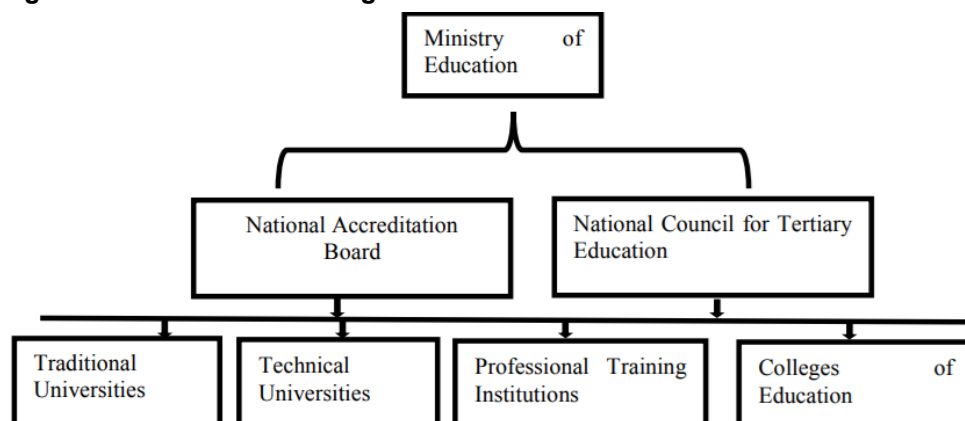 Ministry of
Education
National Accreditation
Board
National Council for Tertiary
Education
Traditional
Universities
Technical
Universities
Professional Training
Institutions
Colleges of
Education